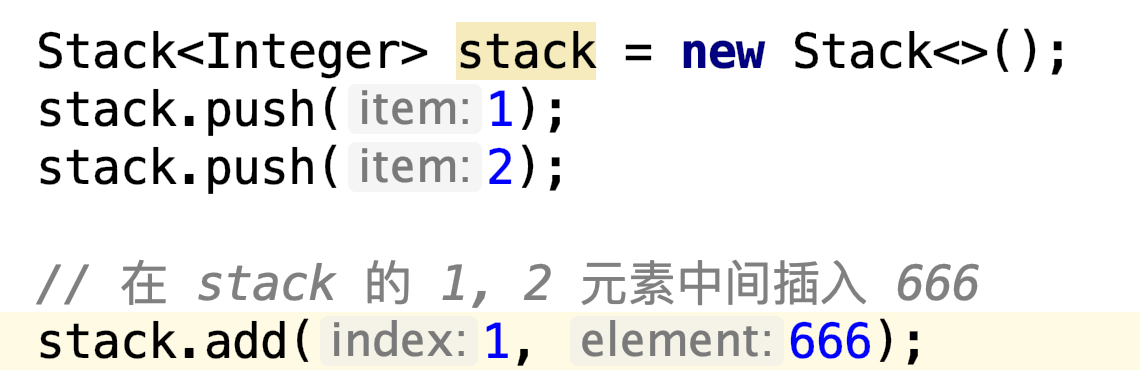 Stack<Integer> stack = new Stack<>();
stack.push( item: 1);
stack.push( item: 2);
// 在 stack 的 1, 2 元素中间插入 666
stack.add( index: 1, element: 666);